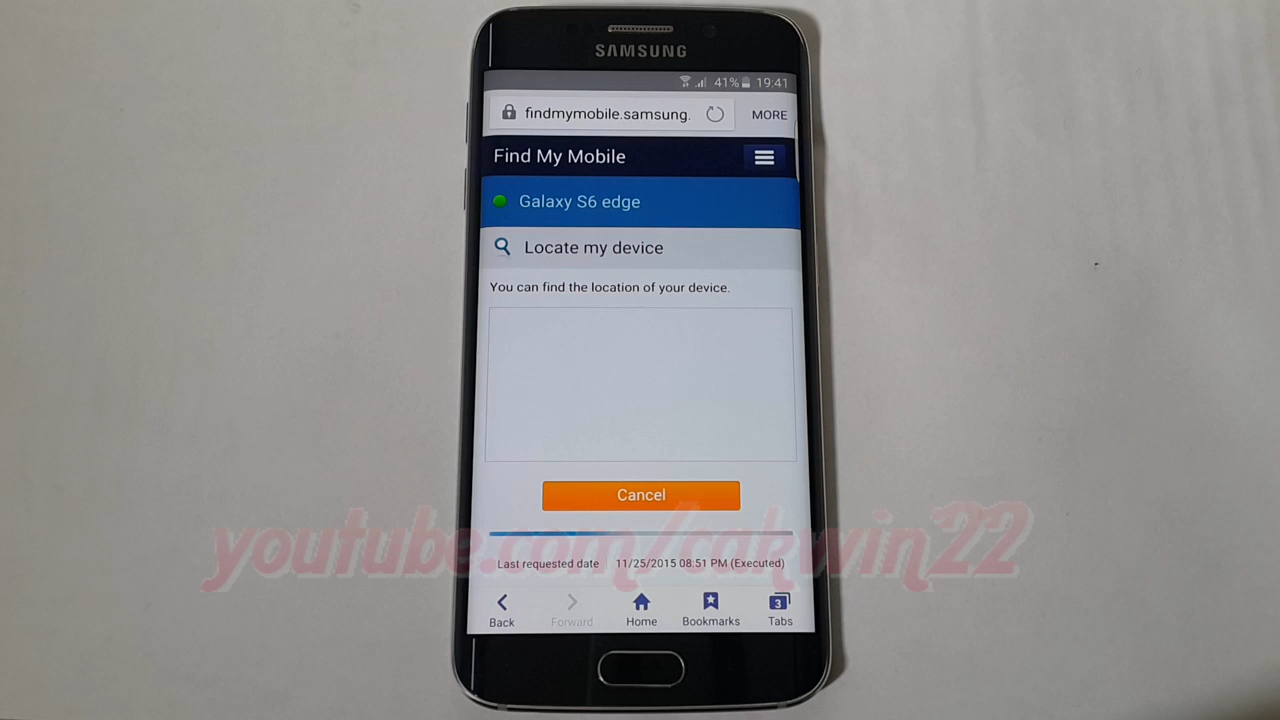 SAMSUNG
41% 19:41
findmymobile.samsung. MORE
Find My Mobile
Galaxy S6 edge
Locate my device
You can find the location of your device.
Cancel
youtube.com/cakwin22
Last requested date 11/25/2015 08:51 PM (Executed)
3
Back Forward Home Bookmarks Tabs